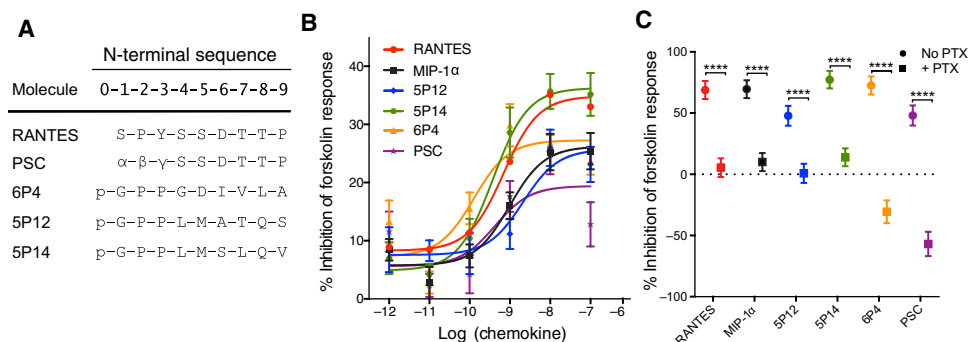 A
N-terminal sequence
Molecule 0-1-2-3-4-5-6-7-8-9
RANTES S-P-Y-S-S-D-T-T-P
PSC α-β-γ-S-S-D-T-T-P
6P4 p-G-P-P-G-D-I-V-L-A
5P12 p-G-P-P-L-M-A-T-Q-S
5P14 p-G-P-P-L-M-S-L-Q-V
B
% Inhibition of forskolin response
50
40
30
20
10
0
RANTES
MIP-1α
5P12
5P14
6P4
PSC
−13 −12 −11 −10 −9 −8 −7 −6
Log (chemokine)
C
% Inhibition of forskolin response
100
50
0
−50
−100
No PTX
+ PTX
**** **** **** **** **** ****
RANTES MIP-1α 5P12 5P14 6P4 PSC